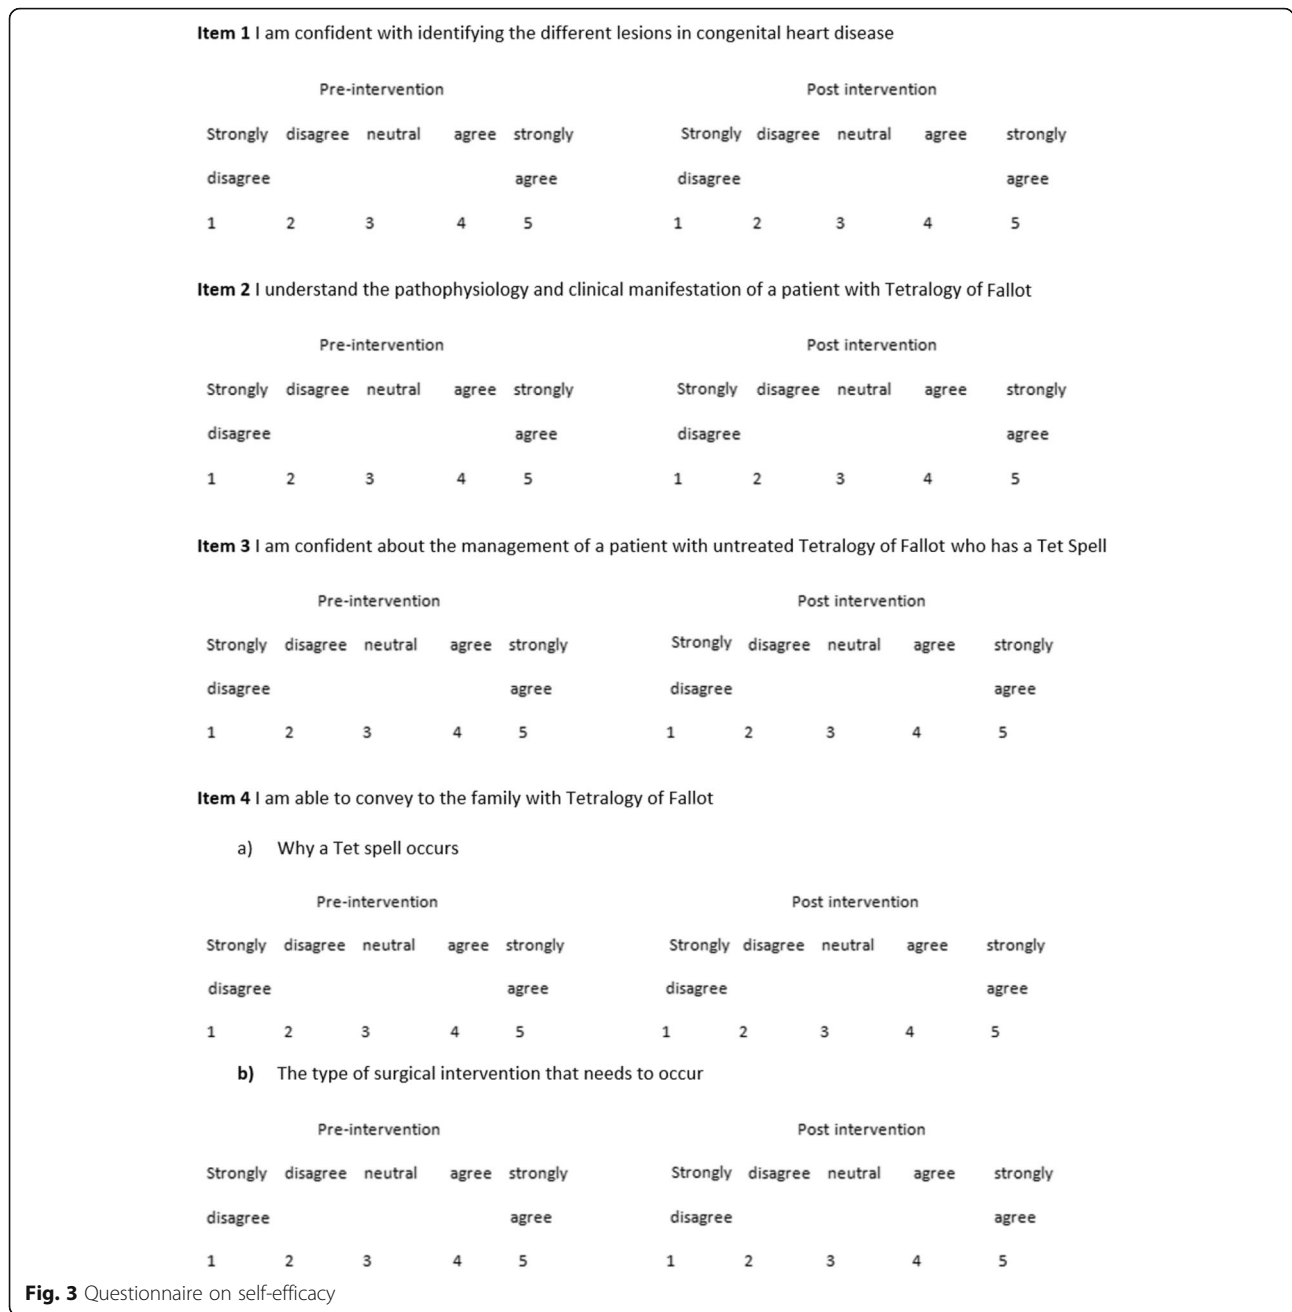 Item 1 I am confident with identifying the different lesions in congenital heart disease
Pre-intervention Post intervention
Strongly disagree neutral agree strongly Strongly disagree neutral agree strongly
disagree agree disagree agree
1 2 3 4 5 1 2 3 4 5
Item 2 I understand the pathophysiology and clinical manifestation of a patient with Tetralogy of Fallot
Pre-intervention Post intervention
Strongly disagree neutral agree strongly Strongly disagree neutral agree strongly
disagree agree disagree agree
1 2 3 4 5 1 2 3 4 5
Item 3 I am confident about the management of a patient with untreated Tetralogy of Fallot who has a Tet Spell
Pre-intervention Post intervention
Strongly disagree neutral agree strongly Strongly disagree neutral agree strongly
disagree agree disagree agree
1 2 3 4 5 1 2 3 4 5
Item 4 I am able to convey to the family with Tetralogy of Fallot
a) Why a Tet spell occurs
Pre-intervention Post intervention
Strongly disagree neutral agree strongly Strongly disagree neutral agree strongly
disagree agree disagree agree
1 2 3 4 5 1 2 3 4 5
b) The type of surgical intervention that needs to occur
Pre-intervention Post intervention
Strongly disagree neutral agree strongly Strongly disagree neutral agree strongly
disagree agree disagree agree
1 2 3 4 5 1 2 3 4 5
Fig. 3 Questionnaire on self-efficacy